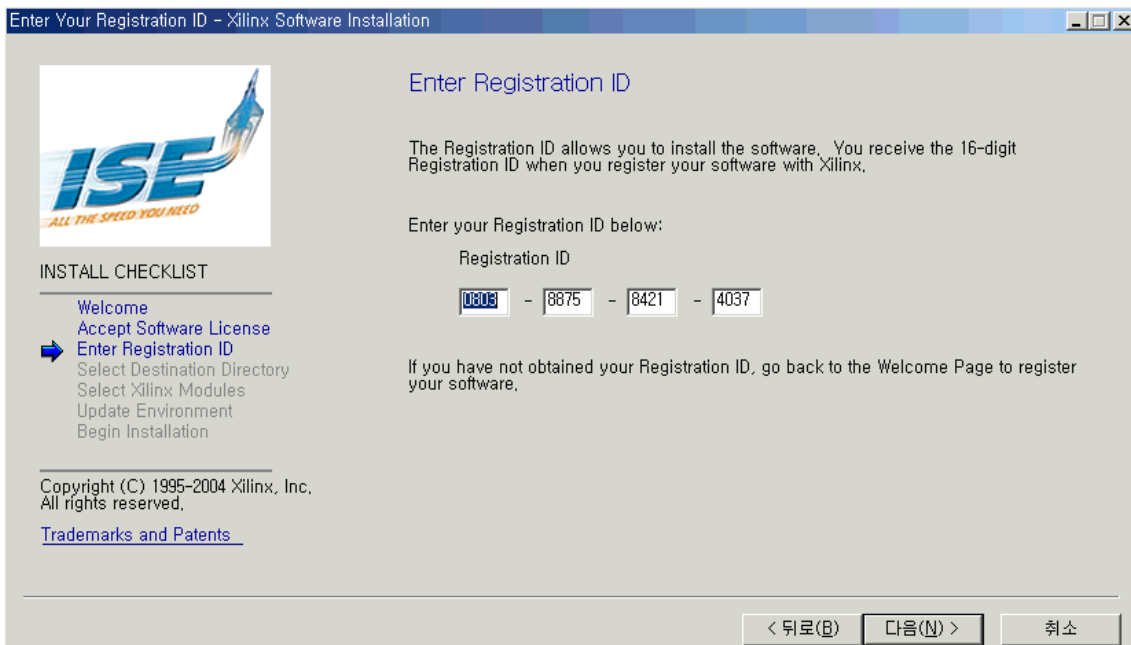 Enter Your Registration ID - Xilinx Software Installation
ISE
ALL THE SPEED YOU NEED
INSTALL CHECKLIST
Welcome
Accept Software License
Enter Registration ID
Select Destination Directory
Select Xilinx Modules
Update Environment
Begin Installation
Copyright (C) 1995-2004 Xilinx, Inc.
All rights reserved.
Trademarks and Patents
Enter Registration ID
The Registration ID allows you to install the software. You receive the 16-digit
Registration ID when you register your software with Xilinx.
Enter your Registration ID below:
Registration ID
0803 - 8875 - 8421 - 4037
If you have not obtained your Registration ID, go back to the Welcome Page to register
your software.
< 뒤로(B) 다음(N) > 취소